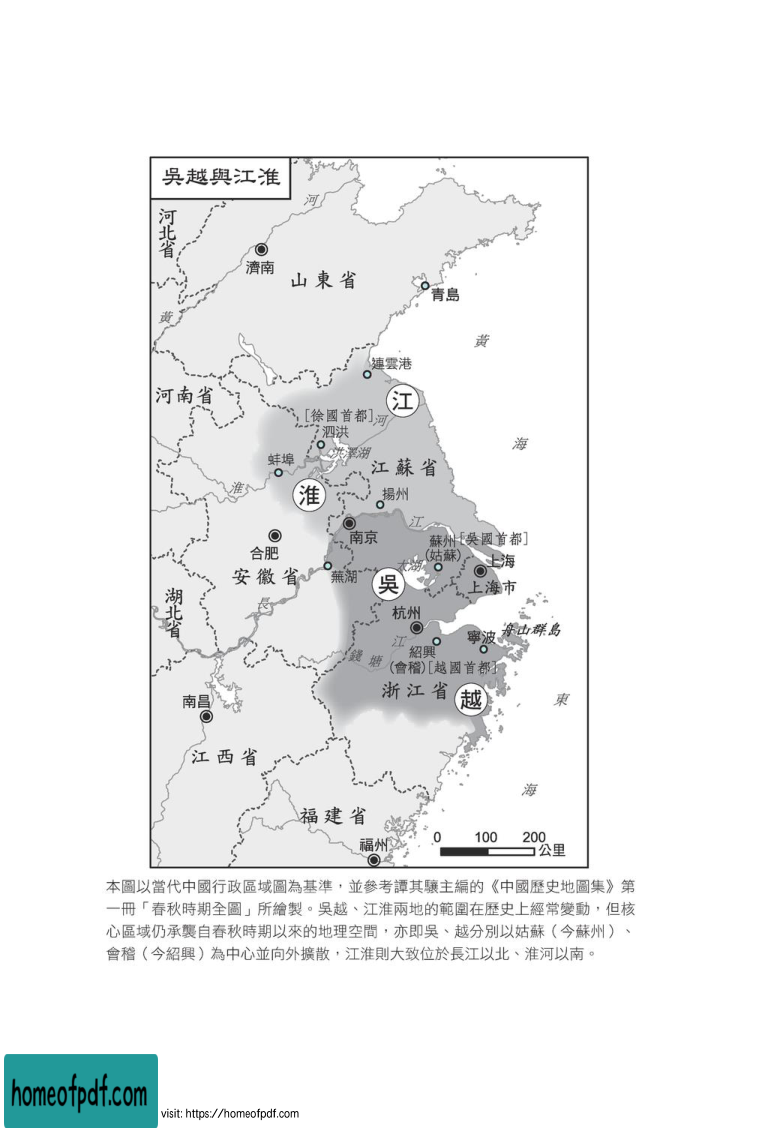 吳越與江淮
河
河北省
濟南
山東省
青島
黃
黃
連雲港
河南省
江
[徐國首都]
河
泗洪
洪澤湖
海
蚌埠
江蘇省
淮
淮
揚州
江
南京
合肥
蘇州[吳國首都]
(姑蘇)
上海
太湖
安徽省
蕪湖
吳
上海市
湖北省
長
杭州
舟山群島
寧波
江
紹興
錢塘
(會稽)[越國首都]
浙江省
越
東
南昌
江西省
海
福建省
福州
0 100 200
公里
本圖以當代中國行政區域圖為基準，並參考譚其驤主編的《中國歷史地圖集》第
一冊「春秋時期全圖」所繪製。吳越、江淮兩地的範圍在歷史上經常變動，但核
心區域仍承襲自春秋時期以來的地理空間，亦即吳、越分別以姑蘇（今蘇州）、
會稽（今紹興）為中心並向外擴散，江淮則大致位於長江以北、淮河以南。
homeofpdf.com
visit: https://homeofpdf.com